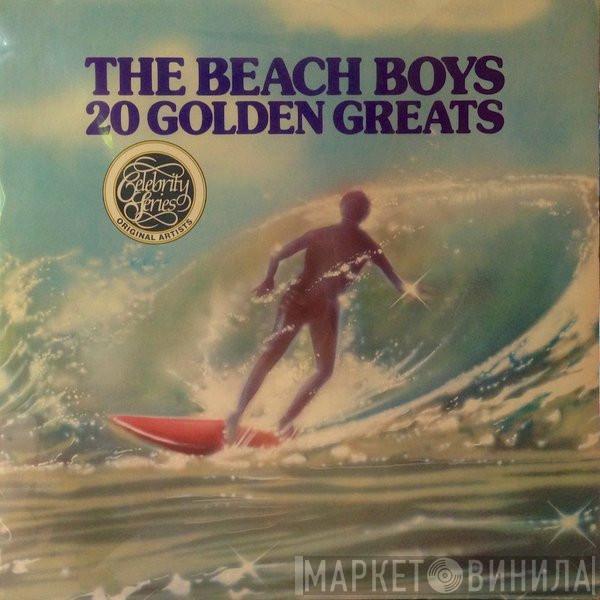 THE BEACH BOYS
20 GOLDEN GREATS
Celebrity
Series
ORIGINAL ARTISTS
МАРКЕТ ВИНИЛА